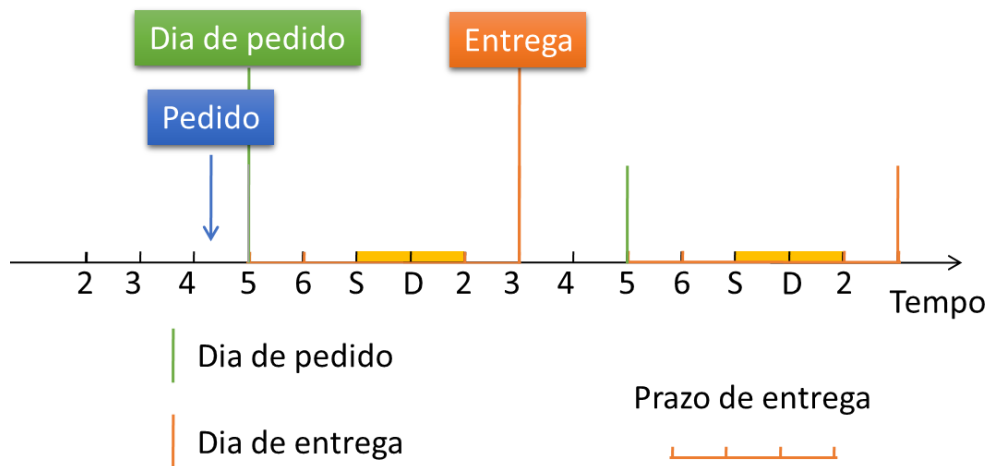 Dia de pedido
Entrega
Pedido
2 3 4 5 6 S D 2 3 4 5 6 S D 2
Tempo
Dia de pedido
Prazo de entrega
Dia de entrega